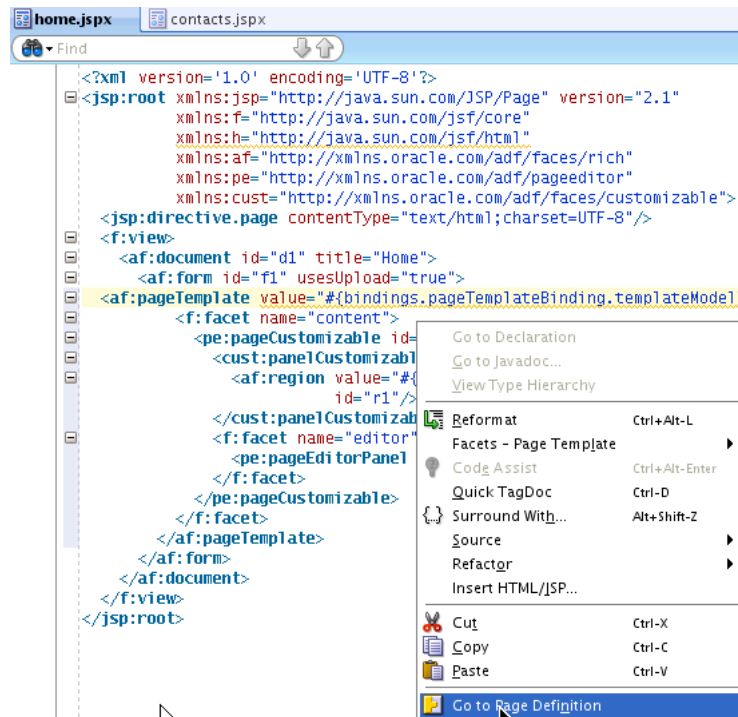 home.jspx contacts.jspx
Find
<?xml version='1.0' encoding='UTF-8'?>
<jsp:root xmlns:jsp="http://java.sun.com/JSP/Page" version="2.1"
xmlns:f="http://java.sun.com/jsf/core"
xmlns:h="http://java.sun.com/jsf/html"
xmlns:af="http://xmlns.oracle.com/adf/faces/rich"
xmlns:pe="http://xmlns.oracle.com/adf/pageeditor"
xmlns:cust="http://xmlns.oracle.com/adf/faces/customizable">
<jsp:directive.page contentType="text/html;charset=UTF-8"/>
<f:view>
<af:document id="d1" title="Home">
<af:form id="f1" usesUpload="true">
<af:pageTemplate value="#{bindings.pageTemplateBinding.templateModel
<f:facet name="content">
<pe:pageCustomizable id=
<cust:panelCustomizabl
<af:region value="#{
id="r1"/>
</cust:panelCustomizab
<f:facet name="editor"
<pe:pageEditorPanel
</f:facet>
</pe:pageCustomizable>
</f:facet>
</af:pageTemplate>
</af:form>
</af:document>
</f:view>
</jsp:root>
Go to Declaration
Go to Javadoc...
View Type Hierarchy
Reformat Ctrl+Alt-L
Facets - Page Template
Code Assist Ctrl+Alt-Enter
Quick TagDoc Ctrl-D
Surround With... Alt+Shift-Z
Source
Refactor
Insert HTML/JSP...
Cut Ctrl-X
Copy Ctrl-C
Paste Ctrl-V
Go to Page Definition